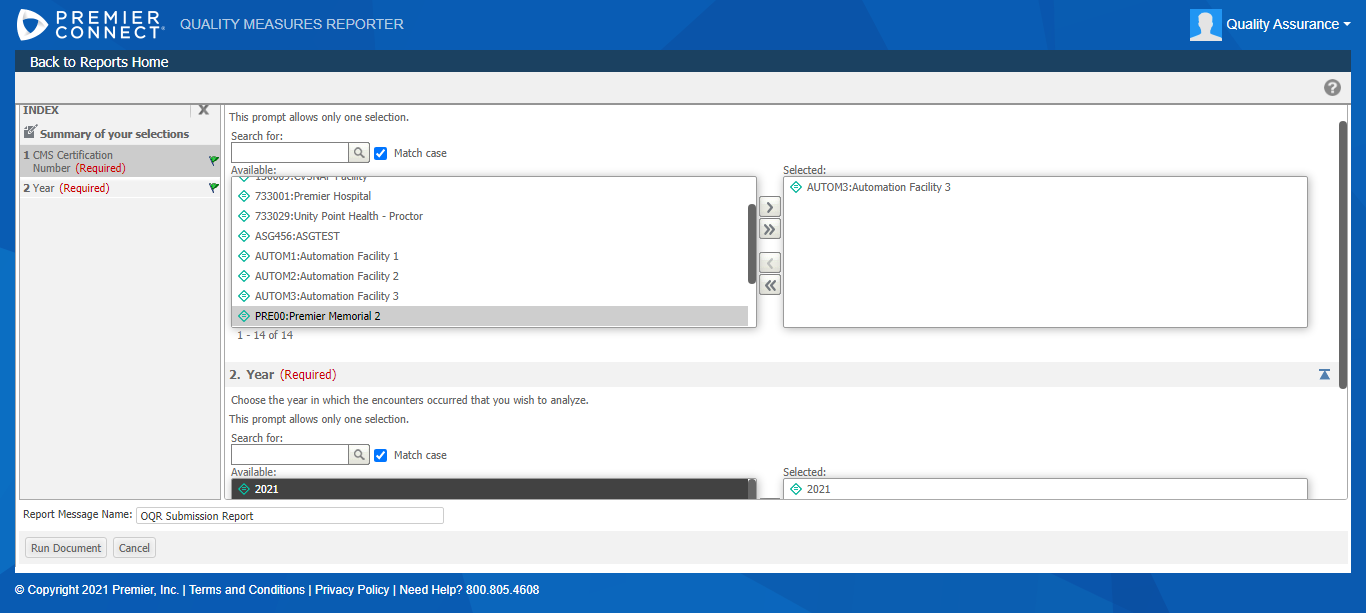 PREMIER
CONNECT
QUALITY MEASURES REPORTER
Quality Assurance
Back to Reports Home
INDEX
X
Summary of your selections
1 CMS Certification
Number (Required)
2 Year (Required)
This prompt allows only one selection.
Search for:
Match case
Available:
733001:Premier Hospital
733029:Unity Point Health - Proctor
ASG456:ASGTEST
AUTOM1:Automation Facility 1
AUTOM2:Automation Facility 2
AUTOM3:Automation Facility 3
PRE00:Premier Memorial 2
1 - 14 of 14
Selected:
AUTOM3:Automation Facility 3
2. Year (Required)
Choose the year in which the encounters occurred that you wish to analyze.
This prompt allows only one selection.
Search for:
Match case
Available:
2021
Selected:
2021
Report Message Name: OQR Submission Report
Run Document
Cancel
© Copyright 2021 Premier, Inc. | Terms and Conditions | Privacy Policy | Need Help? 800.805.4608